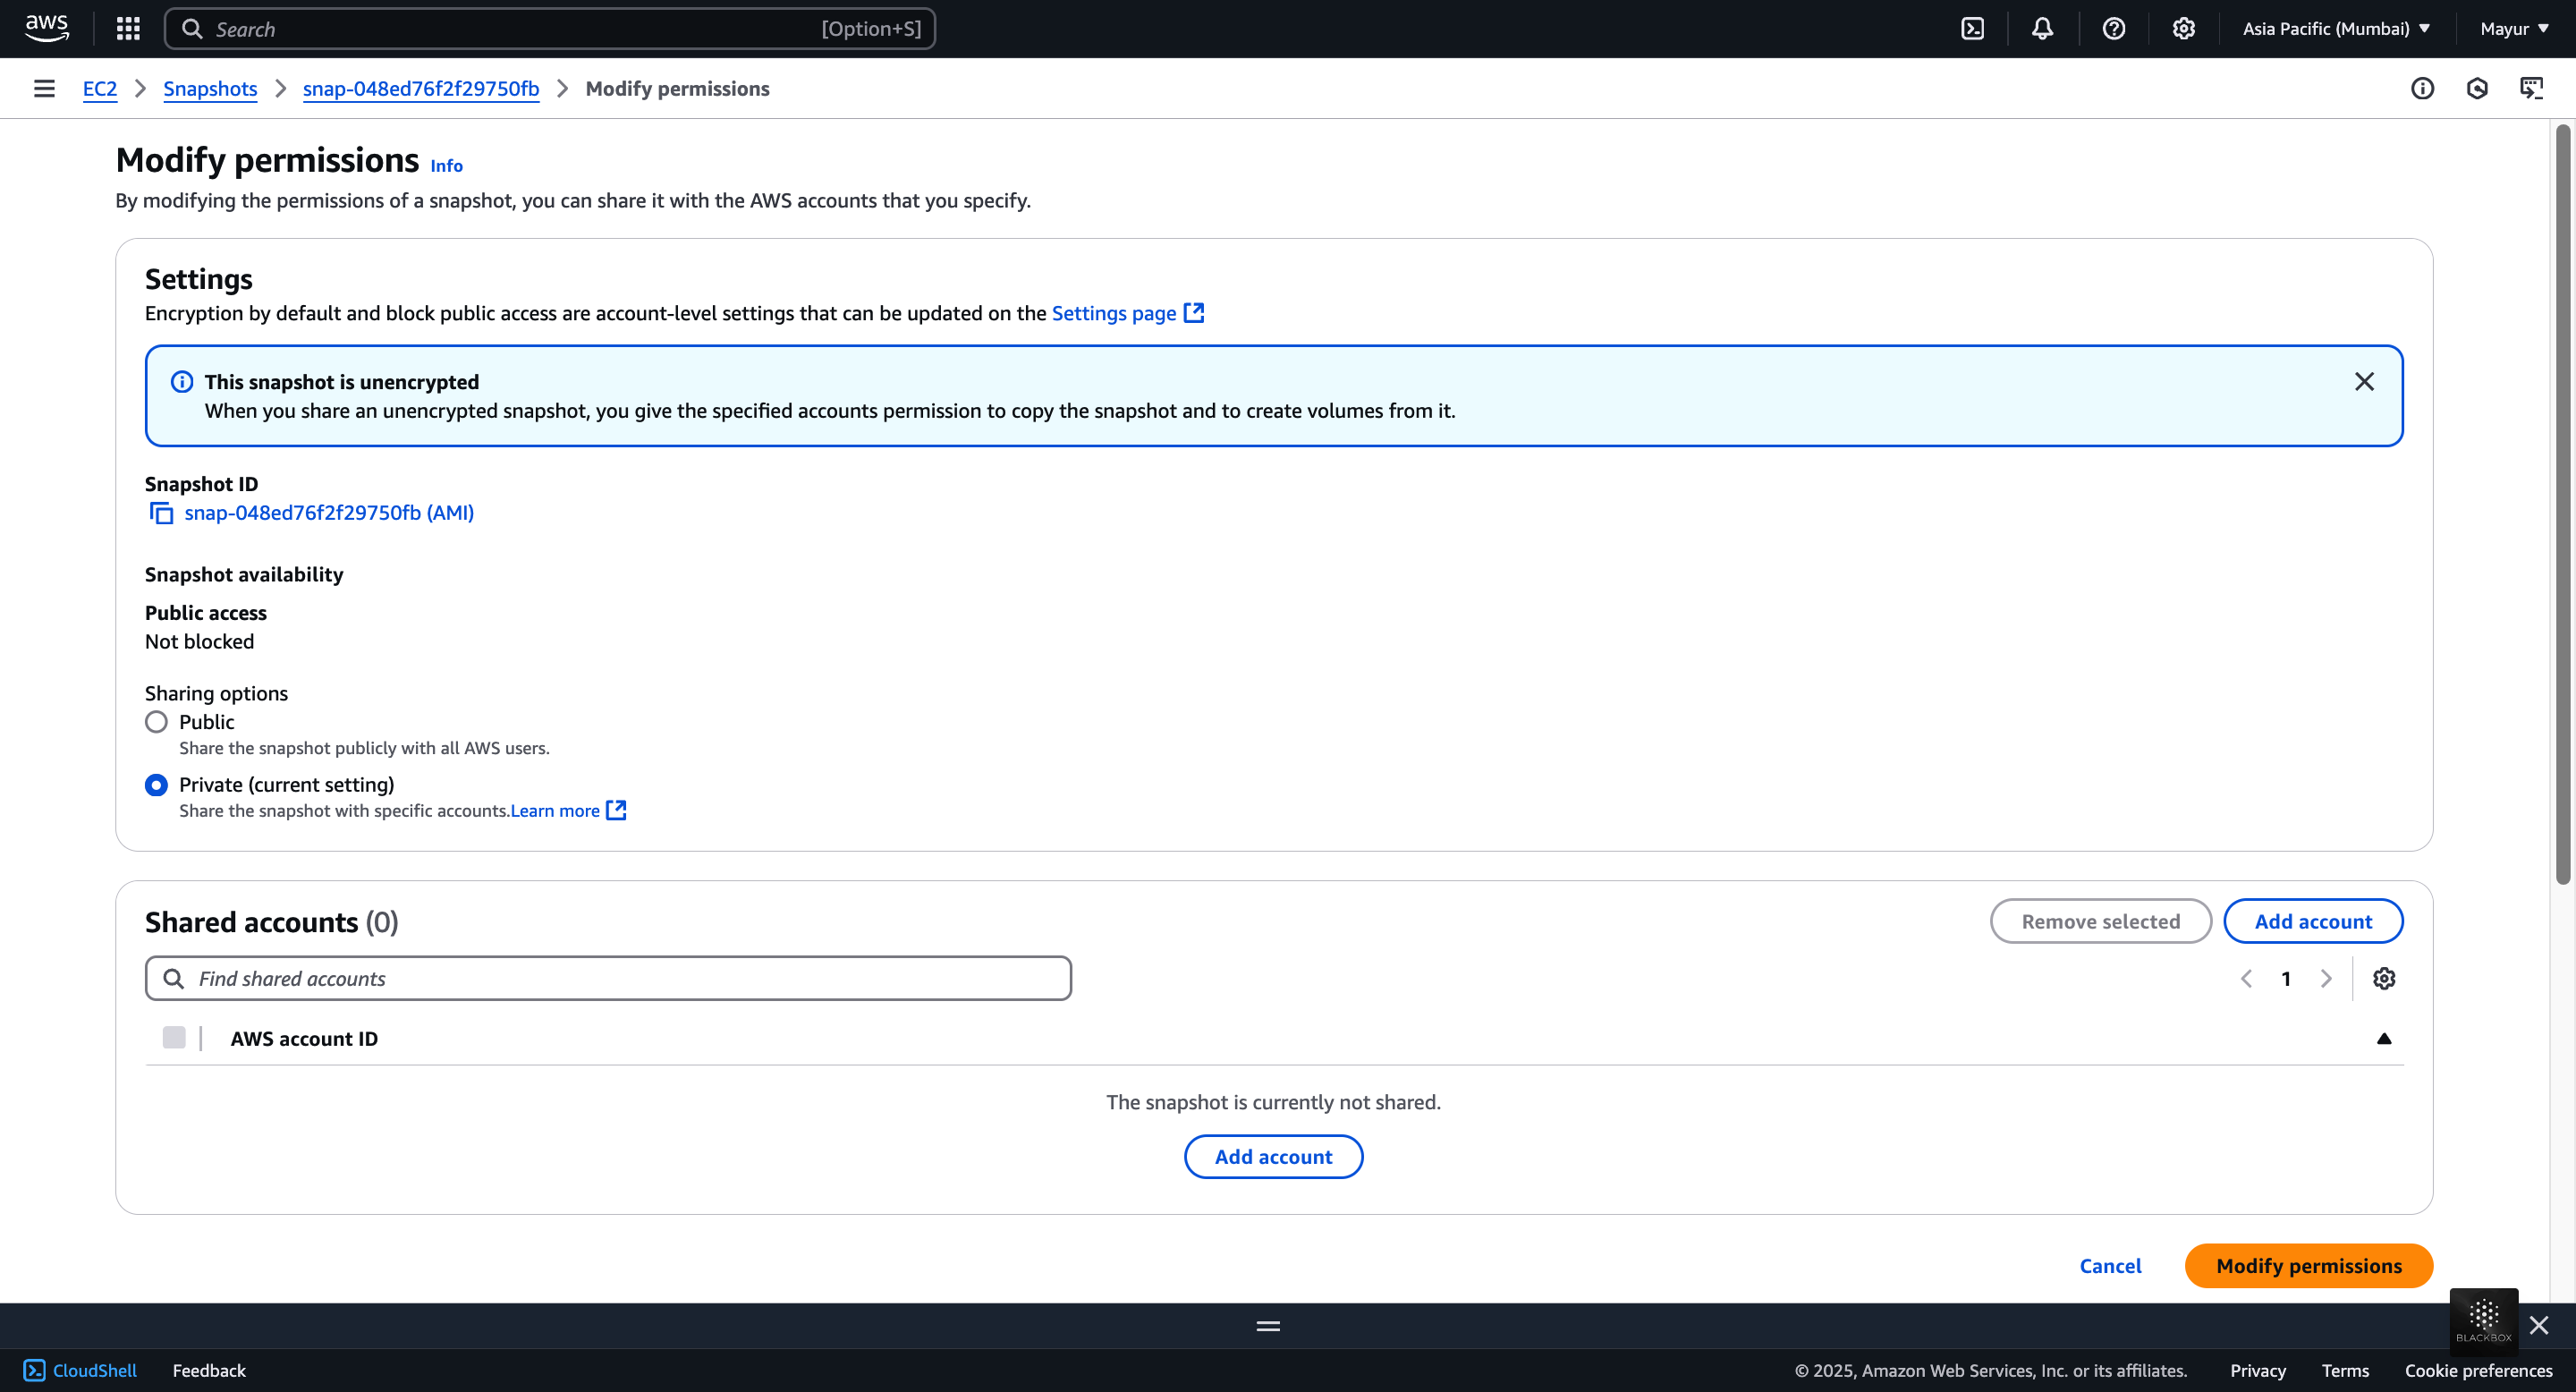 aws
Search
[Option+S]
Asia Pacific (Mumbai)
Mayur
EC2
Snapshots
snap-048ed76f2f29750fb
Modify permissions
Modify permissions
Info
By modifying the permissions of a snapshot, you can share it with the AWS accounts that you specify.
Settings
Encryption by default and block public access are account-level settings that can be updated on the Settings page
This snapshot is unencrypted
When you share an unencrypted snapshot, you give the specified accounts permission to copy the snapshot and to create volumes from it.
Snapshot ID
snap-048ed76f2f29750fb (AMI)
Snapshot availability
Public access
Not blocked
Sharing options
Public
Share the snapshot publicly with all AWS users.
Private (current setting)
Share the snapshot with specific accounts.Learn more
Shared accounts (0)
Remove selected
Add account
Find shared accounts
1
AWS account ID
The snapshot is currently not shared.
Add account
Cancel
Modify permissions
BLACKBOX
CloudShell
Feedback
© 2025, Amazon Web Services, Inc. or its affiliates.
Privacy
Terms
Cookie preferences